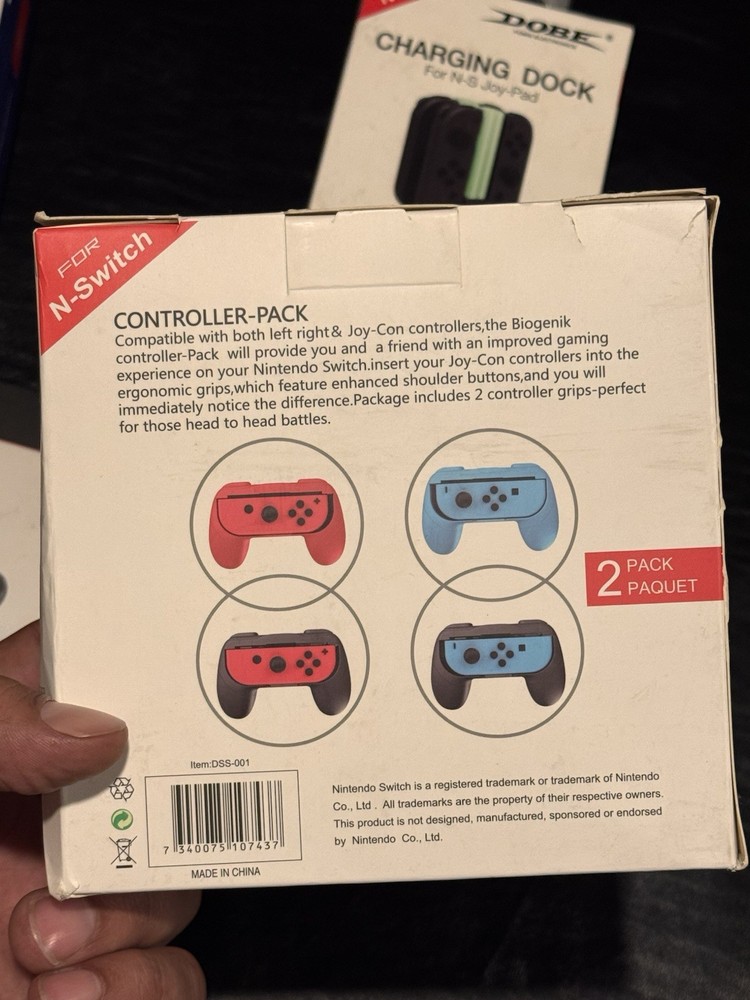 DOBE®
CHARGING DOCK
For N-S Joy-Pad
FOR
N-Switch
CONTROLLER-PACK
Compatible with both left right& Joy-Con controllers,the Biogenik
controller-Pack will provide you and a friend with an improved gaming
experience on your Nintendo Switch.insert your Joy-Con controllers into the
ergonomic grips,which feature enhanced shoulder buttons,and you will
immediately notice the difference.Package includes 2 controller grips-perfect
for those head to head battles.
2 PACK
PAQUET
Item:DSS-001
7 340075 107437
MADE IN CHINA
Nintendo Switch is a registered trademark or trademark of Nintendo
Co., Ltd . All trademarks are the property of their respective owners.
This product is not designed, manufactured, sponsored or endorsed
by Nintendo Co., Ltd.